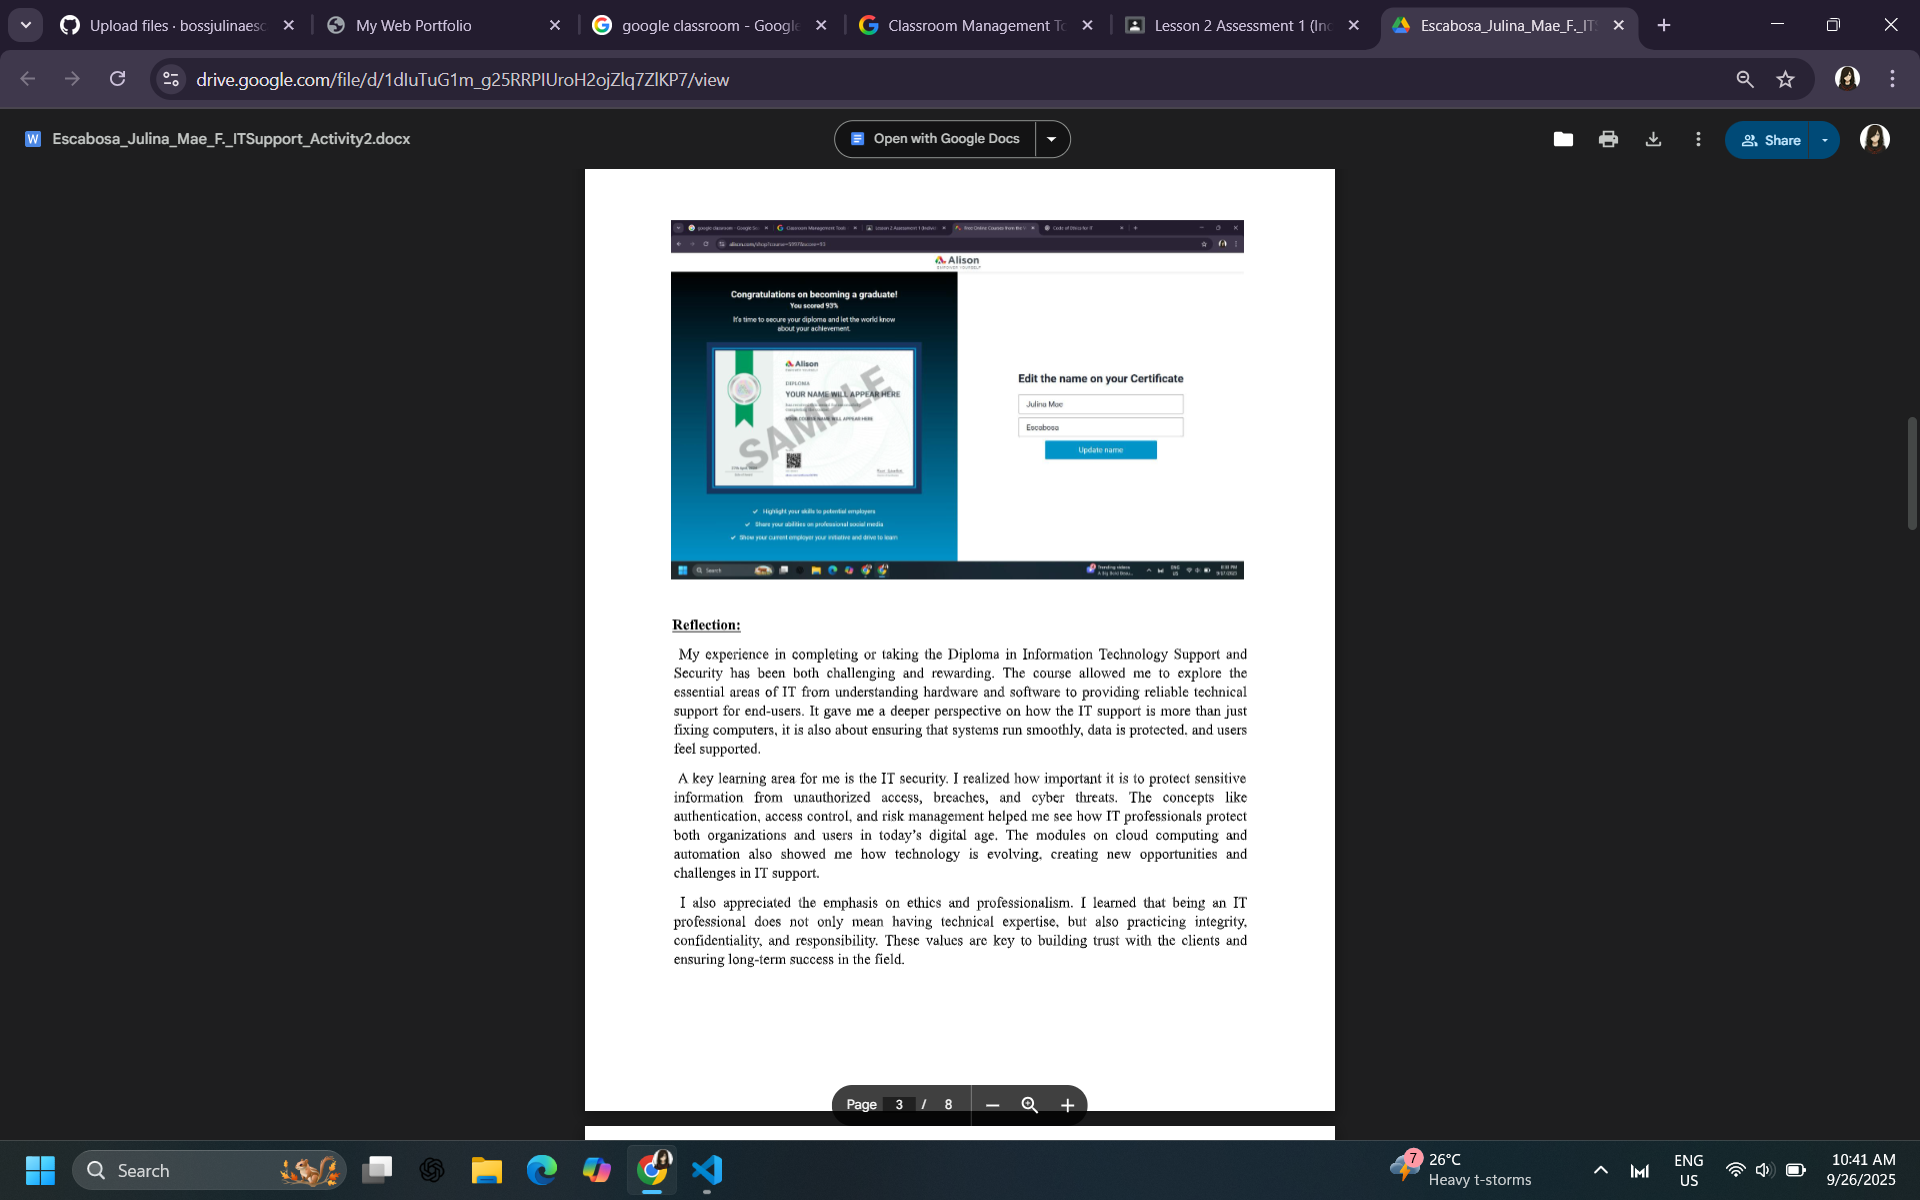 Upload files · bossjulinaesc
My Web Portfolio
google classroom - Google
Classroom Management To
Lesson 2 Assessment 1 (Ind
Escabosa_Julina_Mae_F._ITS
drive.google.com/file/d/1dIuTuG1m_g25RRPIUroH2ojZlq7ZlKP7/view
Escabosa_Julina_Mae_F._ITSupport_Activity2.docx
Open with Google Docs
Share
Alison
Congratulations on becoming a graduate!
You scored 93%
It's time to secure your diploma and let the world know
about your achievement.
Alison
DIPLOMA
YOUR NAME WILL APPEAR HERE
YOUR COURSE NAME WILL APPEAR HERE
SAMPLE
Highlight your skills to potential employers
Share your abilities on professional social media
Show your current employer your initiative and drive to learn
Edit the name on your Certificate
Julina Mae
Escabosa
Update name
Search
Reflection:
My experience in completing or taking the Diploma in Information Technology Support and
Security has been both challenging and rewarding. The course allowed me to explore the
essential areas of IT from understanding hardware and software to providing reliable technical
support for end-users. It gave me a deeper perspective on how the IT support is more than just
fixing computers, it is also about ensuring that systems run smoothly, data is protected, and users
feel supported.
A key learning area for me is the IT security. I realized how important it is to protect sensitive
information from unauthorized access, breaches, and cyber threats. The concepts like
authentication, access control, and risk management helped me see how IT professionals protect
both organizations and users in today's digital age. The modules on cloud computing and
automation also showed me how technology is evolving, creating new opportunities and
challenges in IT support.
I also appreciated the emphasis on ethics and professionalism. I learned that being an IT
professional does not only mean having technical expertise, but also practicing integrity,
confidentiality, and responsibility. These values are key to building trust with the clients and
ensuring long-term success in the field.
Page 3 / 8
Search
7
26°C
Heavy t-storms
ENG
US
10:41 AM
9/26/2025